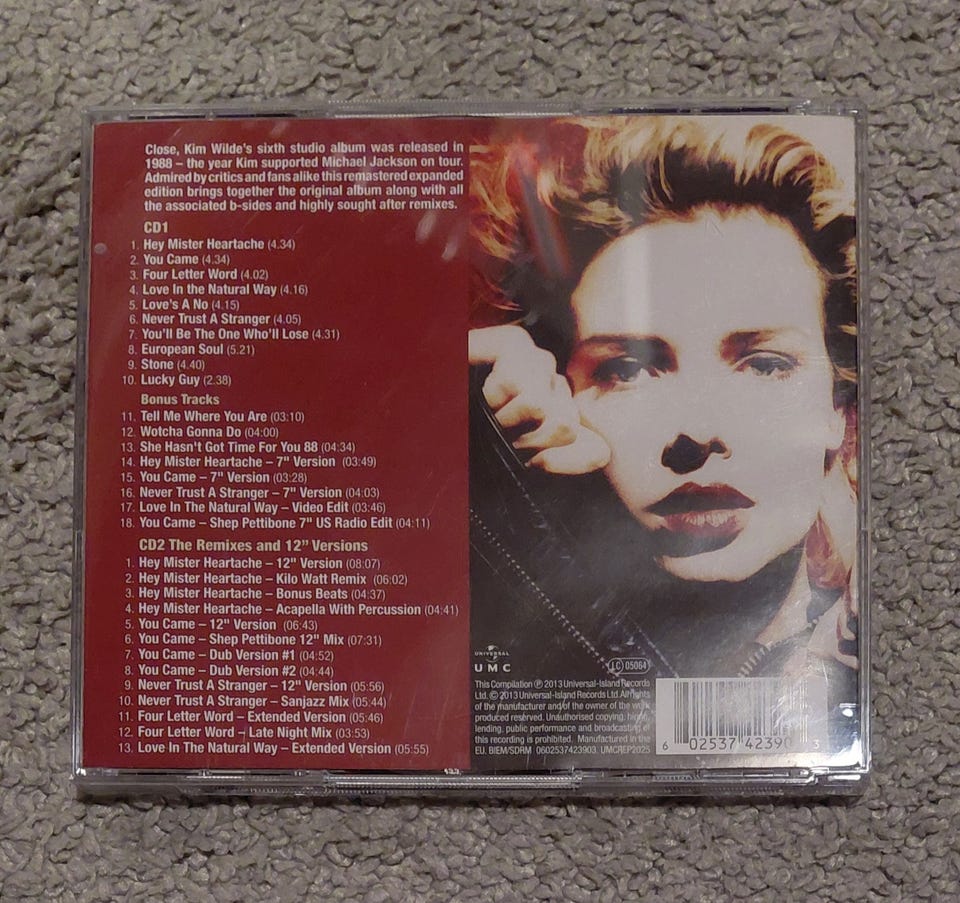 Close, Kim Wilde's sixth studio album was released in
1988 – the year Kim supported Michael Jackson on tour.
Admired by critics and fans alike this remastered expanded
edition brings together the original album along with all
the associated b-sides and highly sought after remixes.
CD1
1. Hey Mister Heartache (4.34)
2. You Came (4.34)
3. Four Letter Word (4.02)
4. Love In the Natural Way (4.16)
5. Love's A No (4.15)
6. Never Trust A Stranger (4.05)
7. You'll Be The One Who'll Lose (4.31)
8. European Soul (5.21)
9. Stone (4.40)
10. Lucky Guy (2.38)
Bonus Tracks
11. Tell Me Where You Are (03:10)
12. Wotcha Gonna Do (04:00)
13. She Hasn't Got Time For You 88 (04:34)
14. Hey Mister Heartache – 7" Version (03:49)
15. You Came – 7" Version (03:28)
16. Never Trust A Stranger – 7" Version (04:03)
17. Love In The Natural Way – Video Edit (03:46)
18. You Came – Shep Pettibone 7" US Radio Edit (04:11)
CD2 The Remixes and 12" Versions
1. Hey Mister Heartache – 12" Version (08:07)
2. Hey Mister Heartache – Kilo Watt Remix (06:02)
3. Hey Mister Heartache – Bonus Beats (04:37)
4. Hey Mister Heartache – Acapella With Percussion (04:41)
5. You Came – 12" Version (06:43)
6. You Came – Shep Pettibone 12" Mix (07:31)
7. You Came – Dub Version #1 (04:52)
8. You Came – Dub Version #2 (04:44)
9. Never Trust A Stranger – 12" Version (05:56)
10. Never Trust A Stranger – Sanjazz Mix (05:44)
11. Four Letter Word – Extended Version (05:46)
12. Four Letter Word – Late Night Mix (03:53)
13. Love In The Natural Way – Extended Version (05:55)
UNIVERSAL
UMC
LC 05064
This Compilation ℗ 2013 Universal-Island Records
Ltd. © 2013 Universal-Island Records Ltd. All rights
of the manufacturer and of the owner of the work
produced reserved. Unauthorised copying, hiring,
lending, public performance and broadcasting of
this recording is prohibited. Manufactured in the
EU. BIEM/SDRM 0602537423903. UMCREP2025
6 02537 42390 3